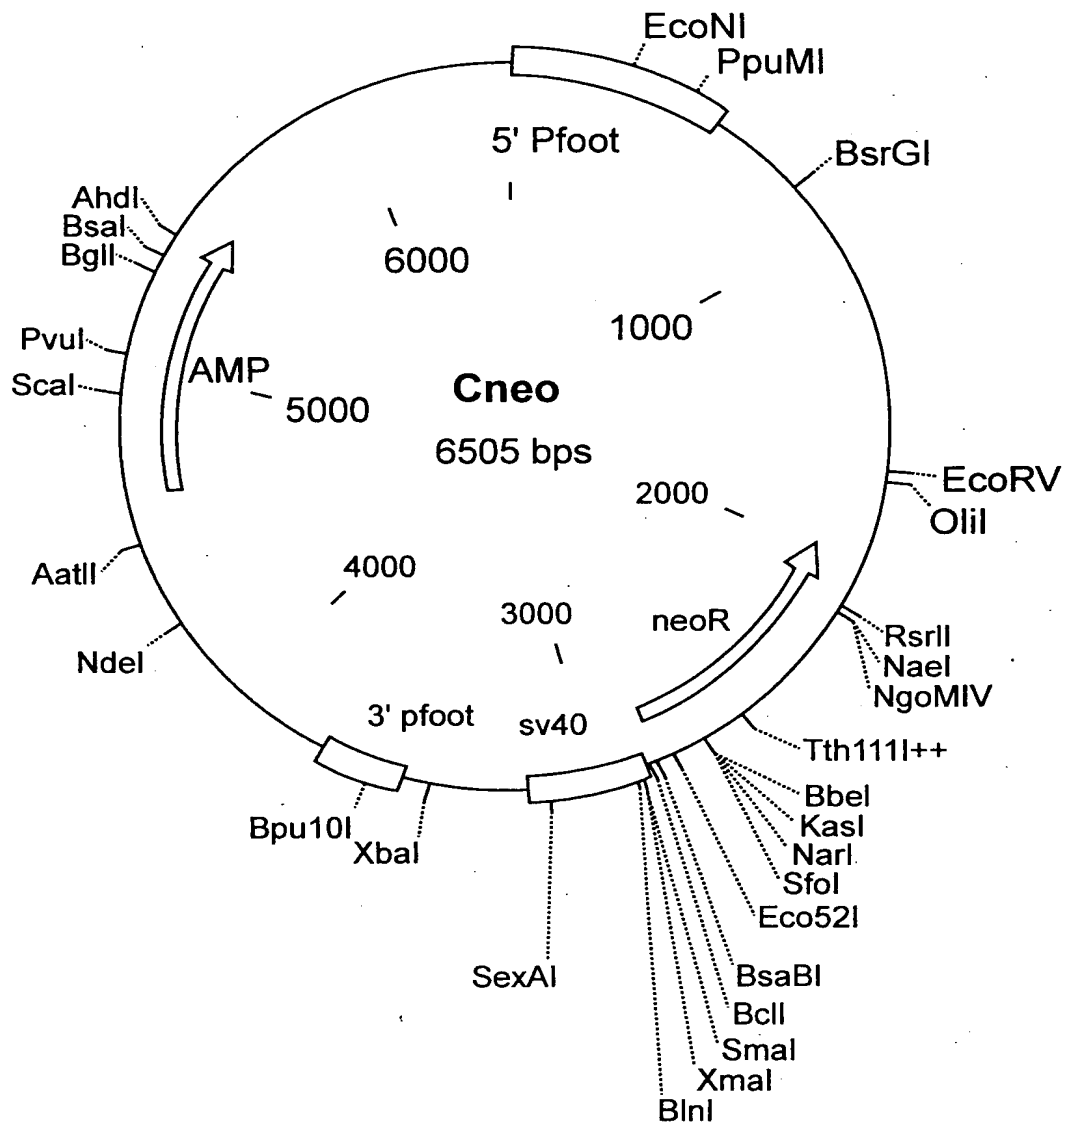 EcoNI
PpuMI
5' Pfoot
BsrGI
AhdI
BsaI
BglI
6000
1000
PvuI
ScaI
AMP
5000
Cneo
6505 bps
2000
EcoRV
OliI
AatII
4000
3000
neoR
RsrII
NaeI
NgoMIV
NdeI
3' pfoot
sv40
Tth111I++
BbeI
KasI
NarI
SfoI
Eco52I
Bpu10I
XbaI
SexAI
BsaBI
BclI
SmaI
XmaI
BlnI